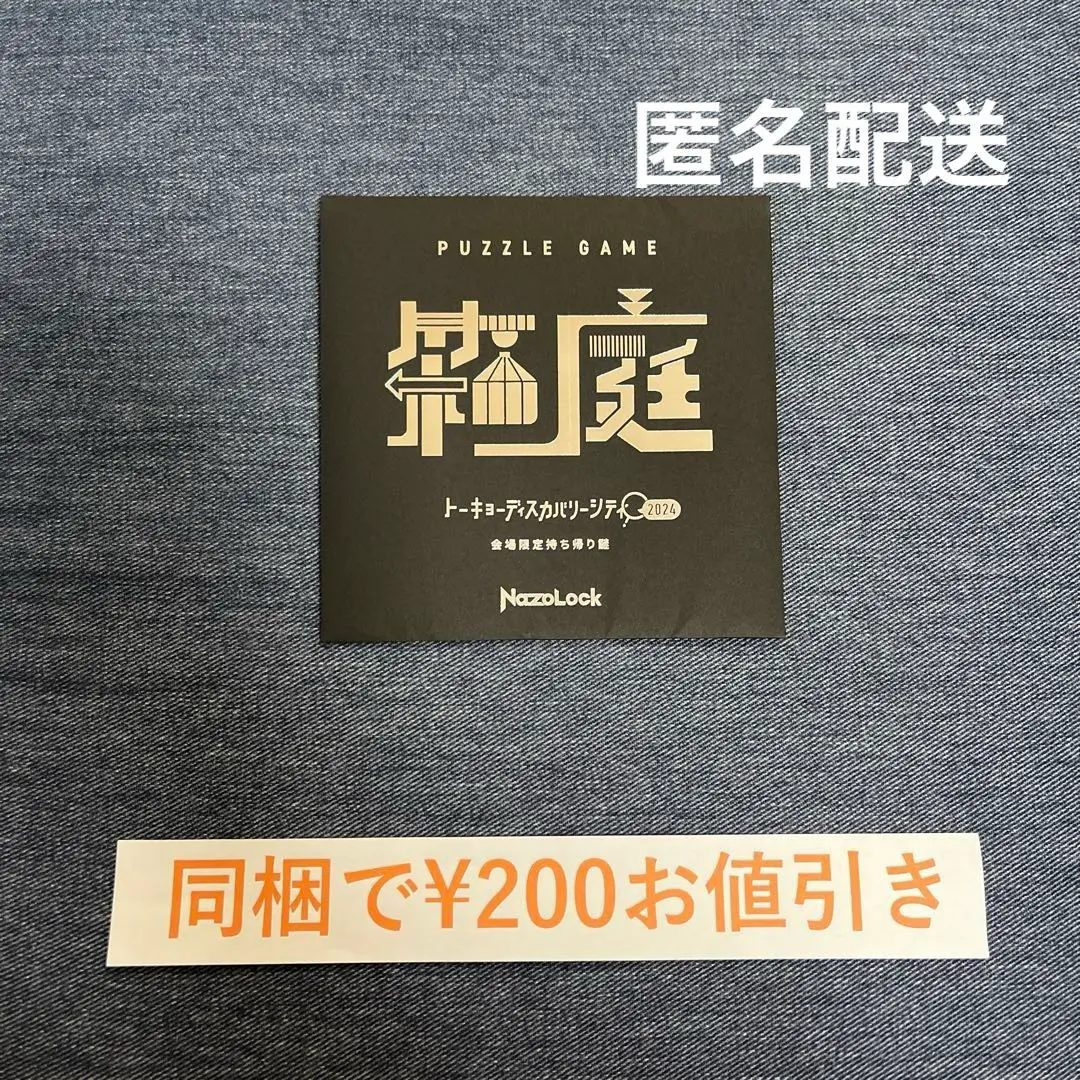 匿名配送
PUZZLE GAME
箱庭
トーキョーディスカバリーシティ 2024
会場限定持ち帰り謎
NazoLock
同梱で¥200お値引き